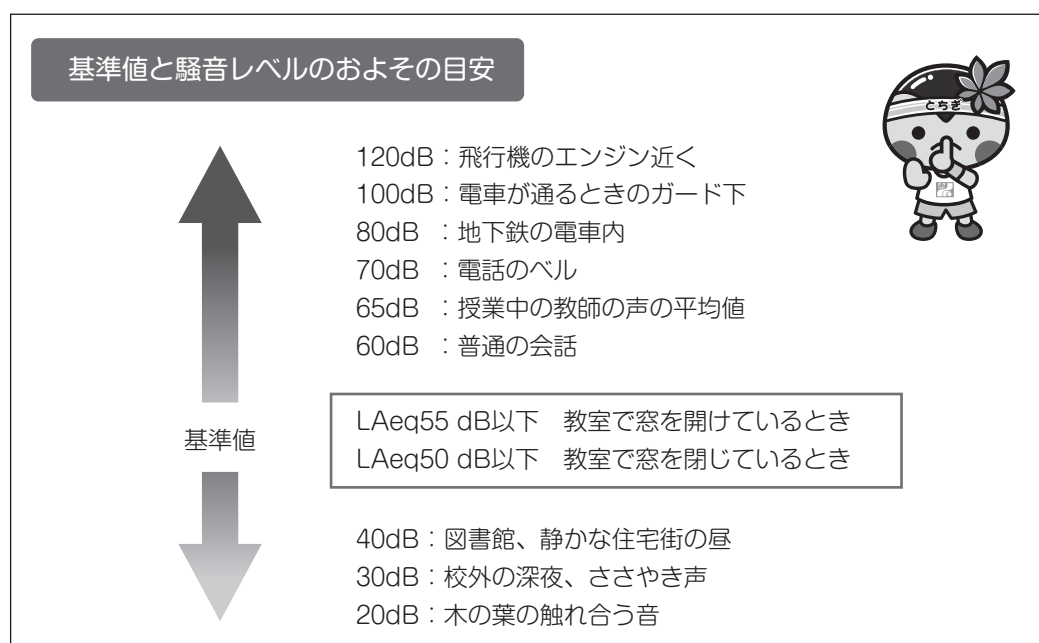 基準値と騒音レベルのおよその目安
とちぎ
120dB：飛行機のエンジン近く
100dB：電車が通るときのガード下
80dB ：地下鉄の電車内
70dB ：電話のベル
65dB ：授業中の教師の声の平均値
60dB ：普通の会話
基準値
LAeq55 dB以下　教室で窓を開けているとき
LAeq50 dB以下　教室で窓を閉じているとき
40dB：図書館、静かな住宅街の昼
30dB：校外の深夜、ささやき声
20dB：木の葉の触れ合う音